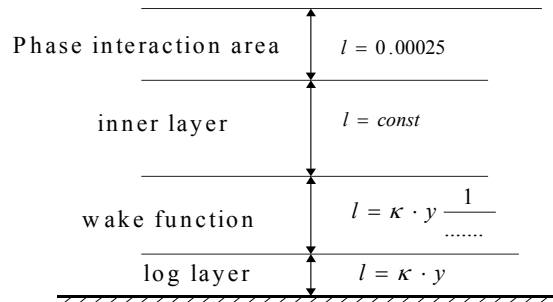 Phase interaction area l = 0.00025
inner layer l = const
wake function l = κ · y 1/.......
log layer l = κ · y